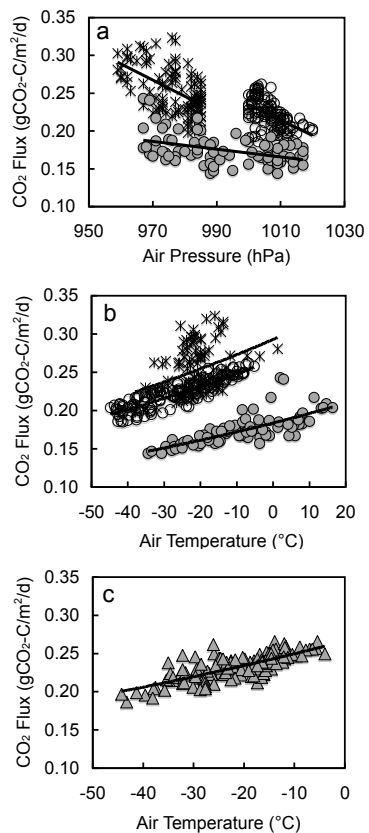 a
0.35
0.30
0.25
0.20
0.15
0.10
CO₂ Flux (gCO₂-C/m²/d)
950 970 990 1010 1030
Air Pressure (hPa)
b
0.35
0.30
0.25
0.20
0.15
0.10
CO₂ Flux (gCO₂-C/m²/d)
-50 -40 -30 -20 -10 0 10 20
Air Temperature (°C)
c
0.35
0.30
0.25
0.20
0.15
0.10
CO₂ Flux (gCO₂-C/m²/d)
-50 -40 -30 -20 -10 0
Air Temperature (°C)